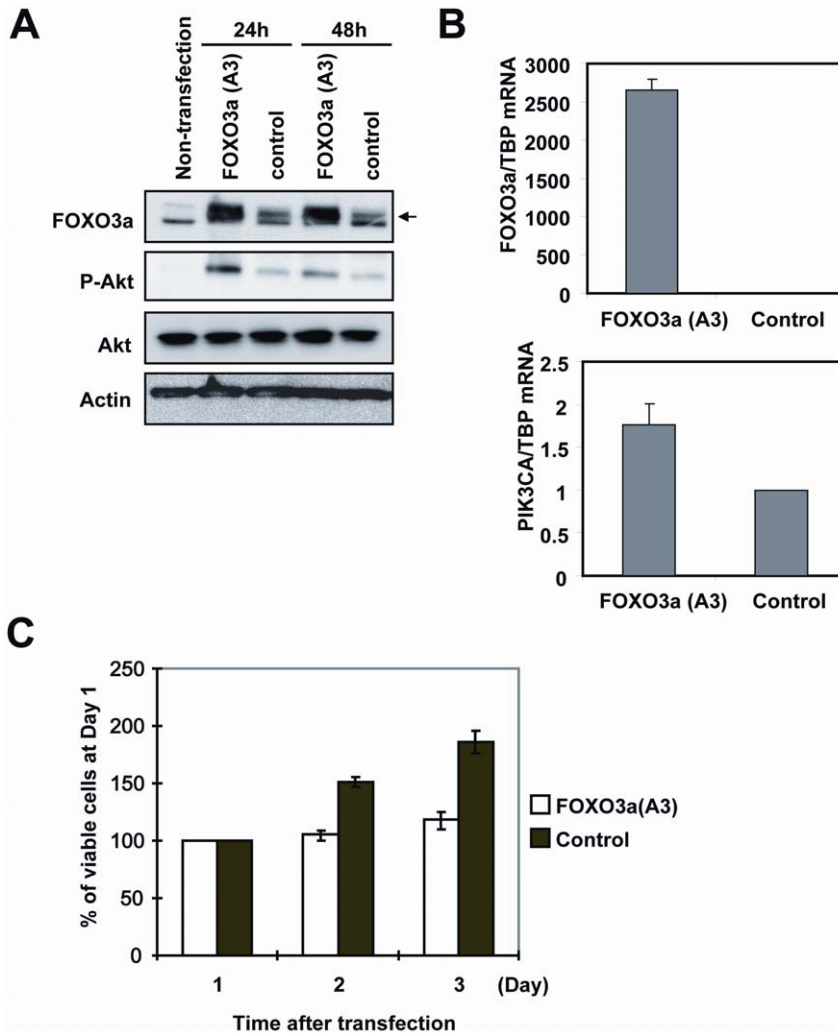 A
24h
48h
Non-transfection
FOXO3a (A3)
control
FOXO3a (A3)
control
FOXO3a
P-Akt
Akt
Actin
B
FOXO3a/TBP mRNA
3000
2500
2000
1500
1000
500
0
FOXO3a (A3)
Control
PIK3CA/TBP mRNA
2.5
2
1.5
1
0.5
0
FOXO3a (A3)
Control
C
% of viable cells at Day 1
250
200
150
100
50
0
1
2
3
(Day)
Time after transfection
FOXO3a(A3)
Control